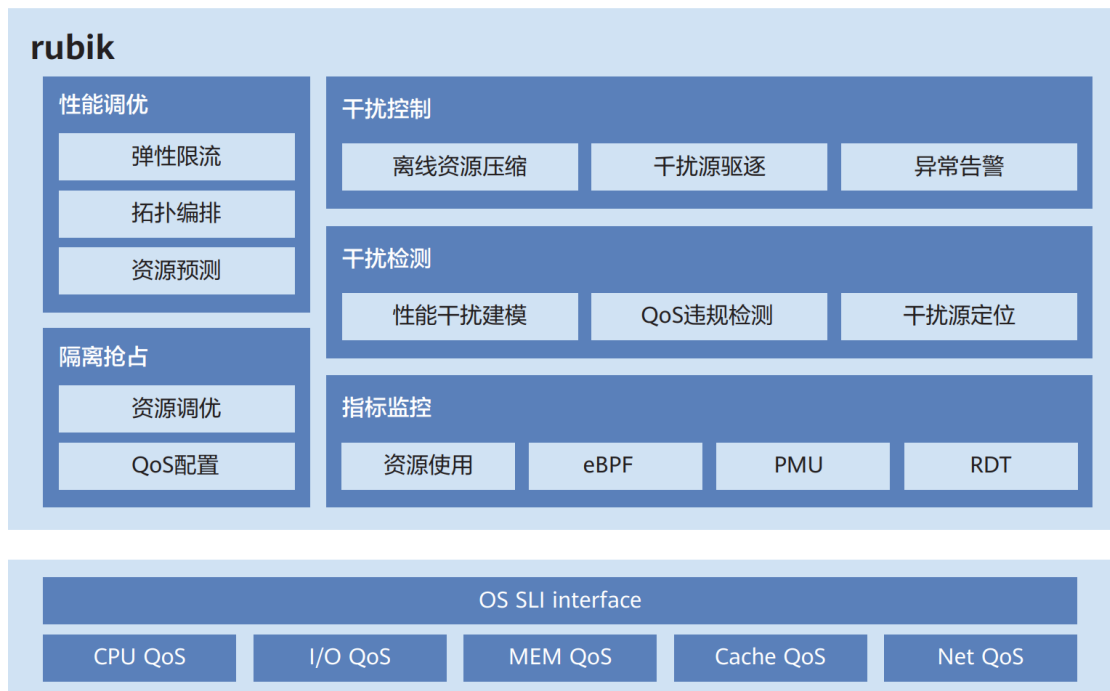 rubik
性能调优
弹性限流
拓扑编排
资源预测
隔离抢占
资源调优
QoS配置
干扰控制
离线资源压缩
干扰源驱逐
异常告警
干扰检测
性能干扰建模
QoS违规检测
干扰源定位
指标监控
资源使用
eBPF
PMU
RDT
OS SLI interface
CPU QoS
I/O QoS
MEM QoS
Cache QoS
Net QoS